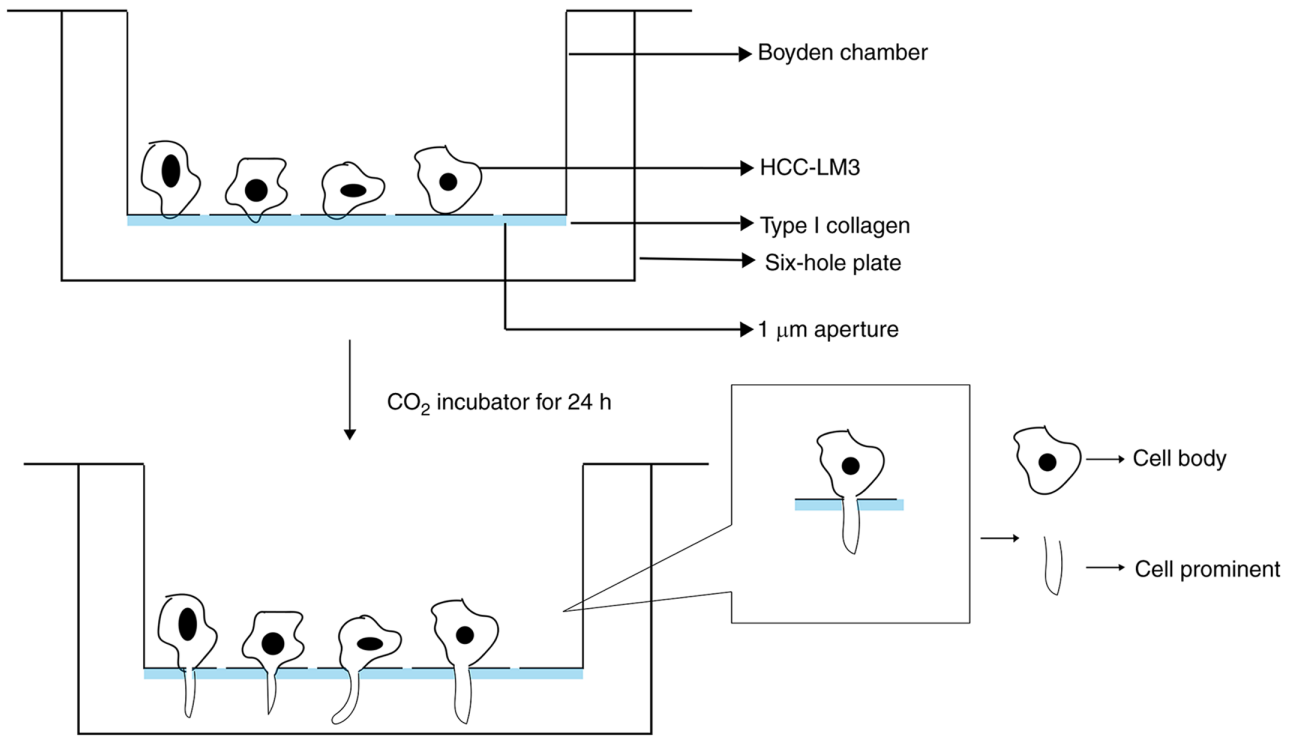 Boyden chamber
HCC-LM3
Type I collagen
Six-hole plate
1 μm aperture
CO₂ incubator for 24 h
Cell body
Cell prominent